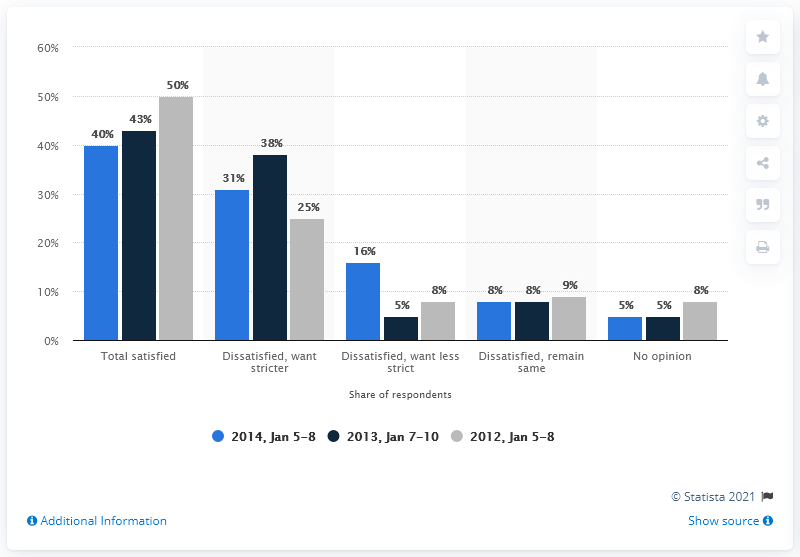 60%
50%
40%
30%
20%
10%
0%
40%
43%
50%
31%
38%
25%
16%
5%
8%
8%
8%
9%
5%
5%
8%
Total satisfied
Dissatisfied, want
stricter
Dissatisfied, want less
strict
Dissatisfied, remain
same
No opinion
Share of respondents
2014, Jan 5-8
2013, Jan 7-10
2012, Jan 5-8
© Statista 2021
Additional Information
Show source